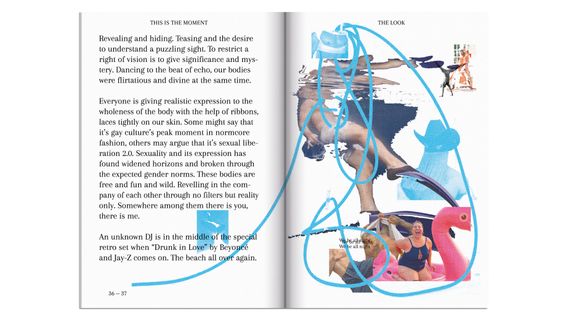 THIS IS THE MOMENT
Revealing and hiding. Teasing and the desire
to understand a puzzling sight. To restrict a
right of vision is to give significance and mys-
tery. Dancing to the beat of echo, our bodies
were flirtatious and divine at the same time.
Everyone is giving realistic expression to the
wholeness of the body with the help of ribbons,
laces tightly on our skin. Some might say that
it's gay culture's peak moment in normcore
fashion, others may argue that it's sexual libe-
ration 2.0. Sexuality and its expression has
found widened horizons and broken through
the expected gender norms. These bodies are
free and fun and wild. Revelling in the com-
pany of each other through no filters but reality
only. Somewhere among them there is you,
there is me.
An unknown DJ is in the middle of the special
retro set when "Drunk in Love" by Beyoncé
and Jay-Z comes on. The beach all over again.
36 — 37
THE LOOK
We're all night